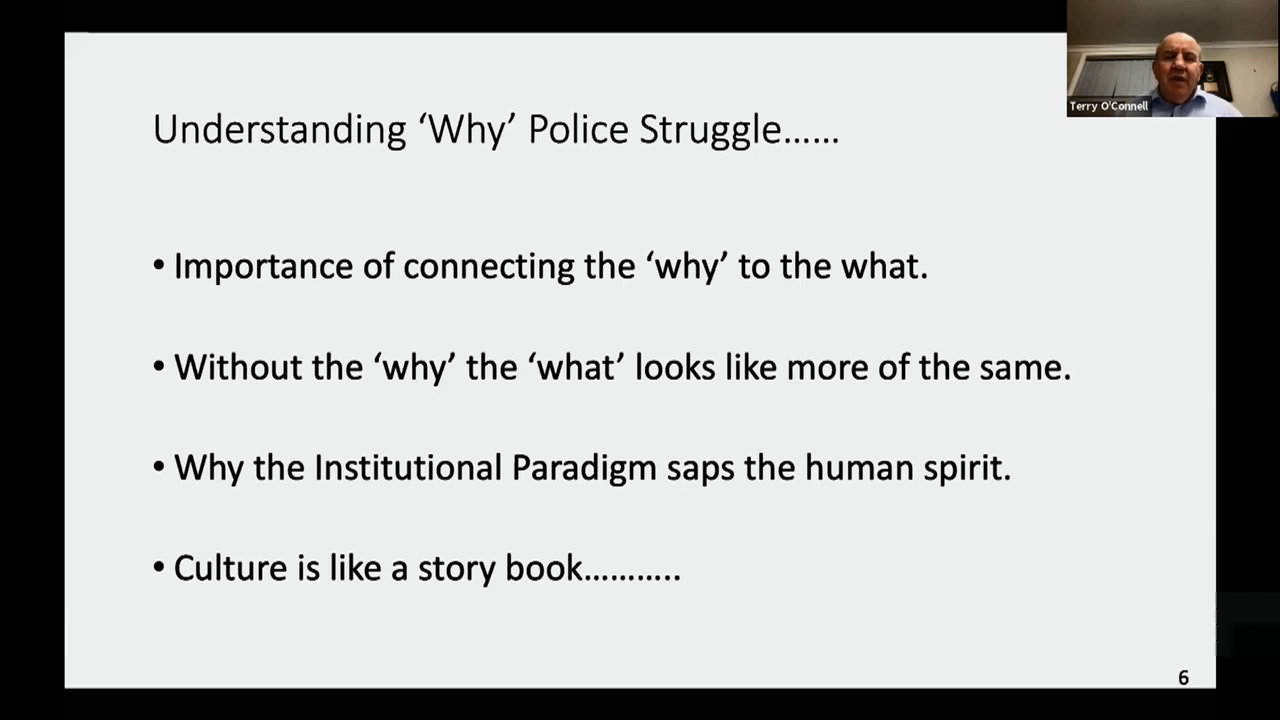 Understanding ‘Why’ Police Struggle……
Terry O'Connell
• Importance of connecting the ‘why’ to the what.
• Without the ‘why’ the ‘what’ looks like more of the same.
• Why the Institutional Paradigm saps the human spirit.
• Culture is like a story book………..
6